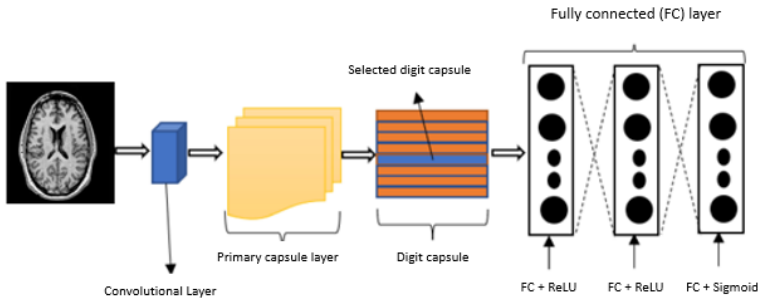 Fully connected (FC) layer
Selected digit capsule
Primary capsule layer
Digit capsule
Convolutional Layer
FC + ReLU
FC + ReLU
FC + Sigmoid